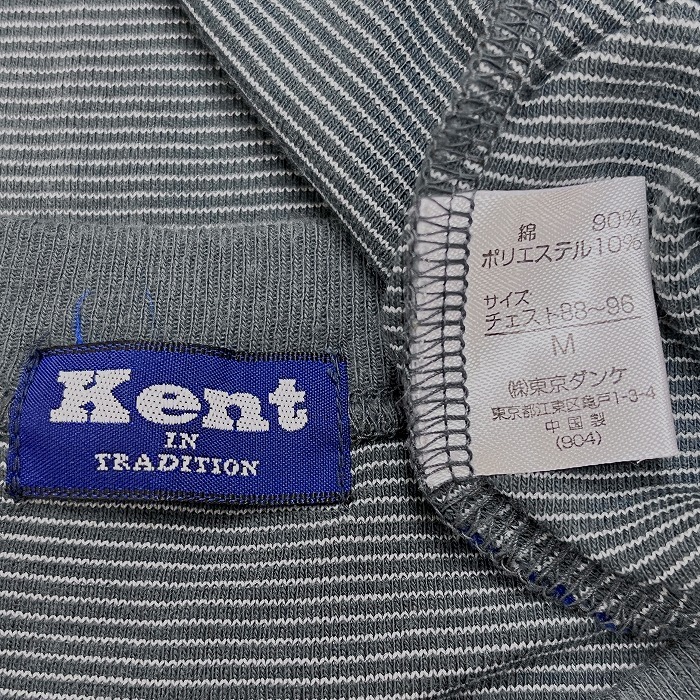 Kent
IN
TRADITION
綿 90%
ポリエステル10%
サイズ
チェスト88~96
M
㈱東京ダンケ
東京都江東区亀戸1-3-4
中国製
(904)